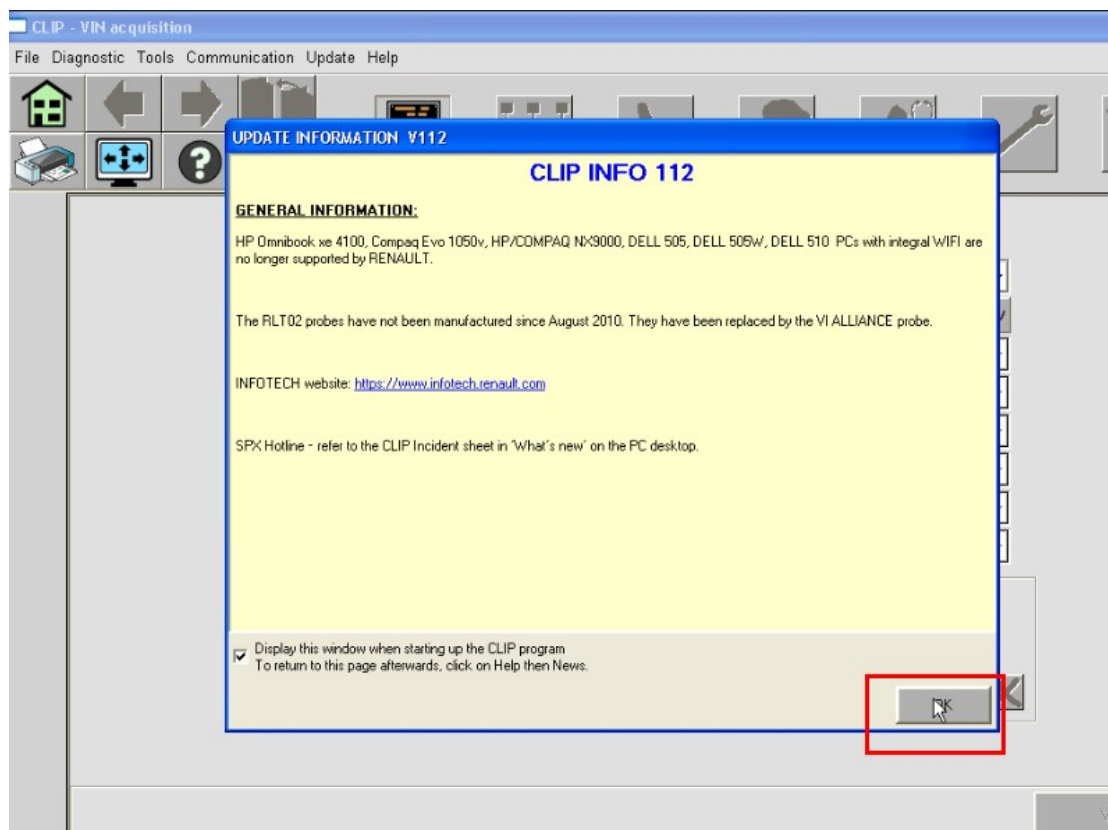 CLIP - VIN acquisition
File Diagnostic Tools Communication Update Help
UPDATE INFORMATION V112
CLIP INFO 112
GENERAL INFORMATION:
HP Omnibook xe 4100, Compaq Evo 1050v, HP/COMPAQ NX9000, DELL 505, DELL 505W, DELL 510 PCs with integral WIFI are
no longer supported by RENAULT.
The RLT02 probes have not been manufactured since August 2010. They have been replaced by the VI ALLIANCE probe.
INFOTECH website: https://www.infotech.renault.com
SPX Hotline - refer to the CLIP Incident sheet in 'What's new' on the PC desktop.
Display this window when starting up the CLIP program
To return to this page afterwards, click on Help then News.
OK